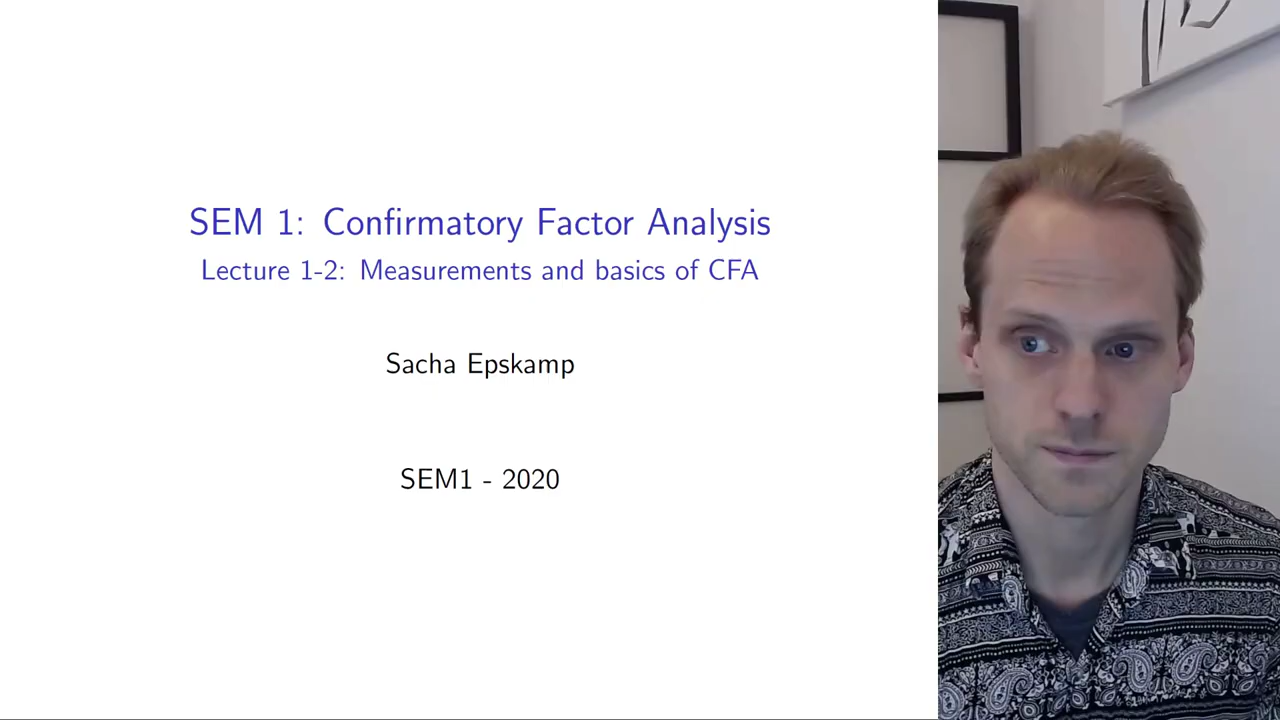 SEM 1: Confirmatory Factor Analysis
Lecture 1-2: Measurements and basics of CFA
Sacha Epskamp
SEM1 - 2020